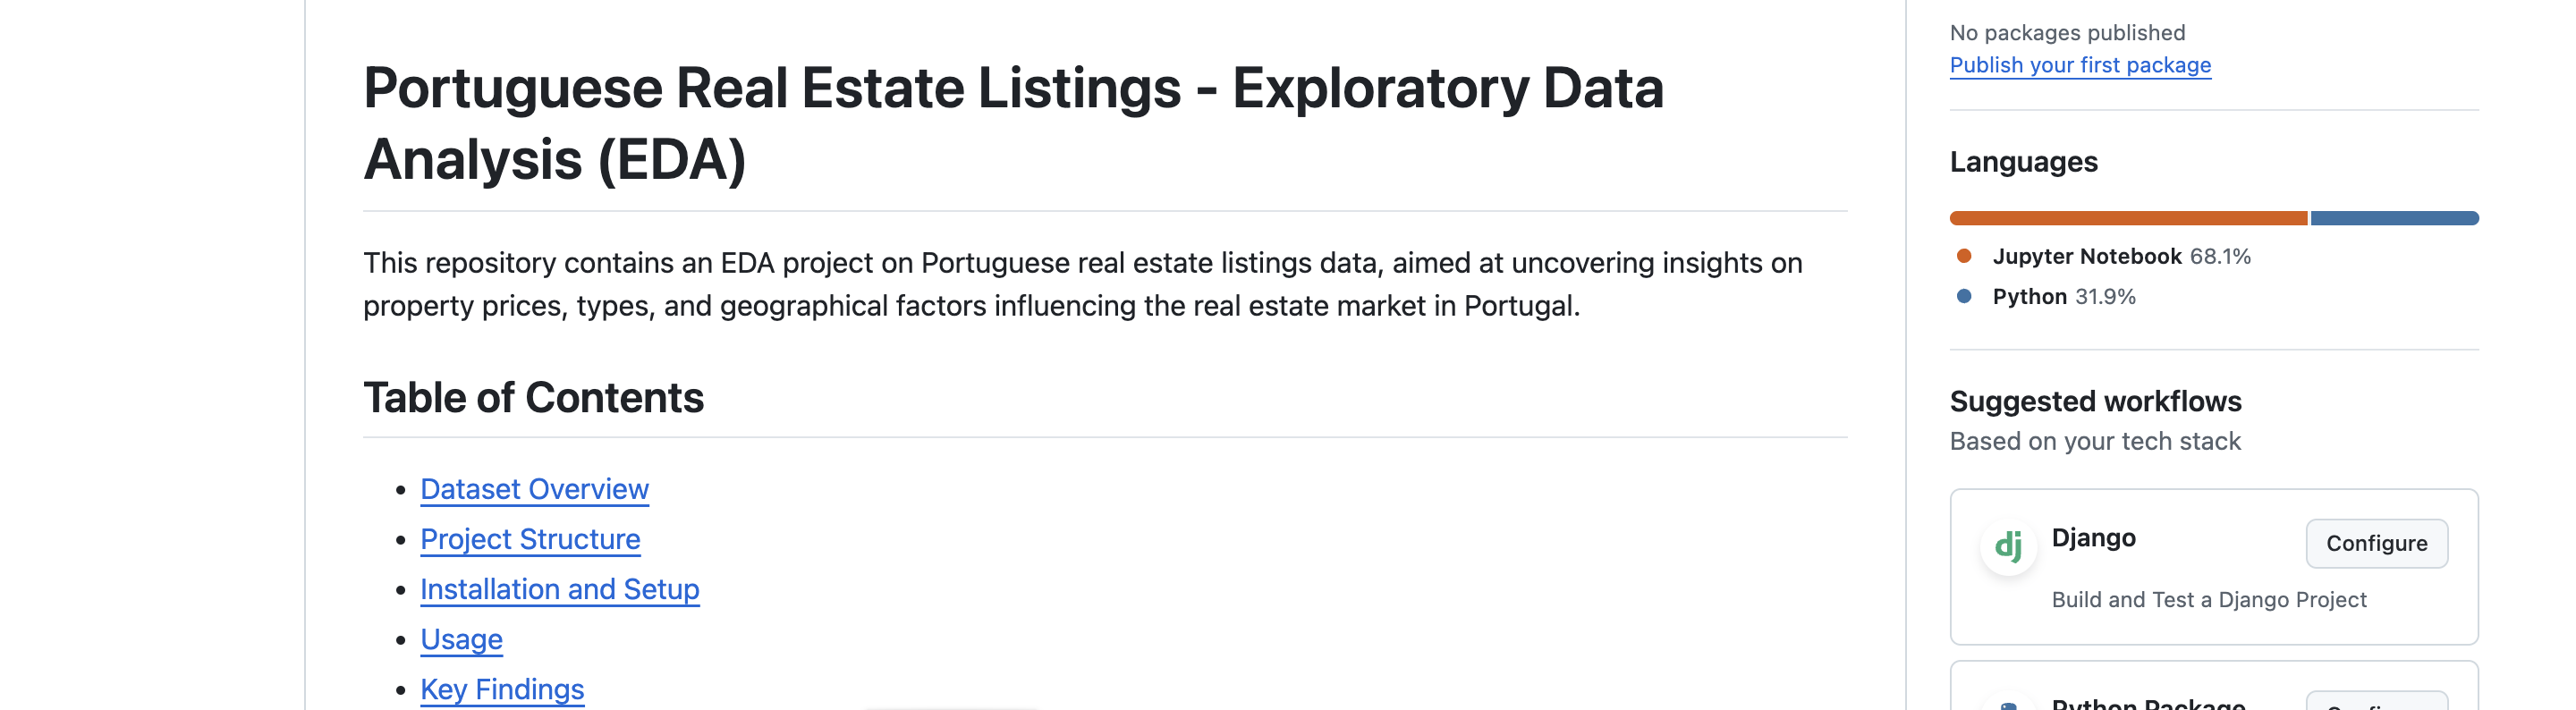 Portuguese Real Estate Listings - Exploratory Data
Analysis (EDA)
This repository contains an EDA project on Portuguese real estate listings data, aimed at uncovering insights on
property prices, types, and geographical factors influencing the real estate market in Portugal.
Table of Contents
Dataset Overview
Project Structure
Installation and Setup
Usage
Key Findings
No packages published
Publish your first package
Languages
Jupyter Notebook 68.1%
Python 31.9%
Suggested workflows
Based on your tech stack
dj
Django
Configure
Build and Test a Django Project
Python Package